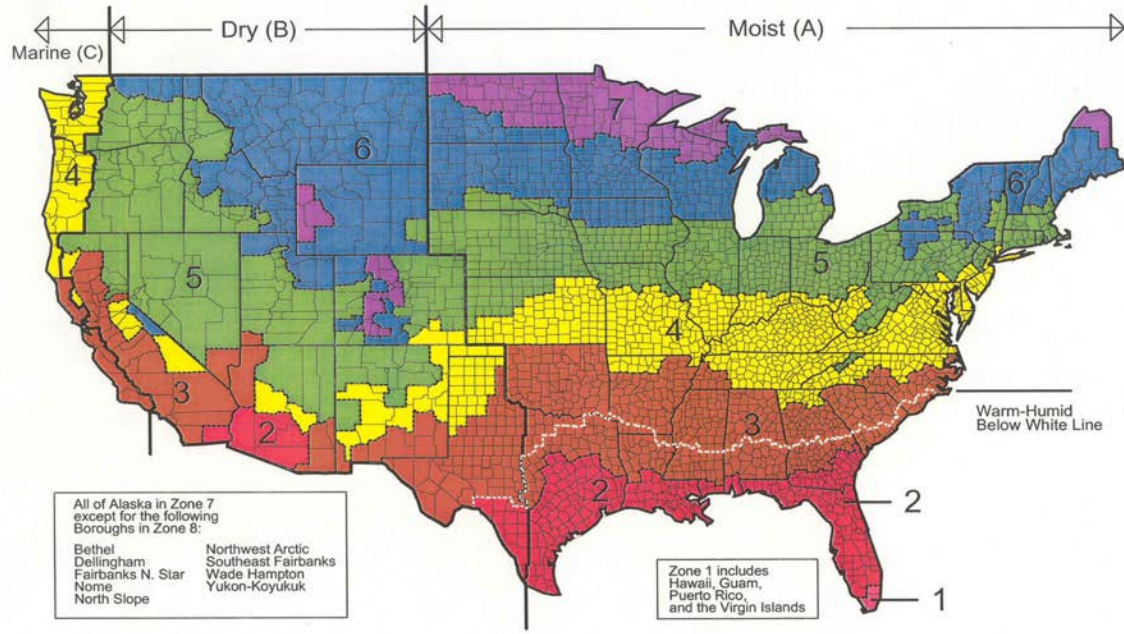 Marine (C)
Dry (B)
Moist (A)
7
6
6
4
5
5
4
3
3
2
2
Warm-Humid
Below White Line
2
1
All of Alaska in Zone 7
except for the following
Boroughs in Zone 8:
Bethel
Dellingham
Fairbanks N. Star
Nome
North Slope
Northwest Arctic
Southeast Fairbanks
Wade Hampton
Yukon-Koyukuk
Zone 1 includes
Hawaii, Guam,
Puerto Rico,
and the Virgin Islands